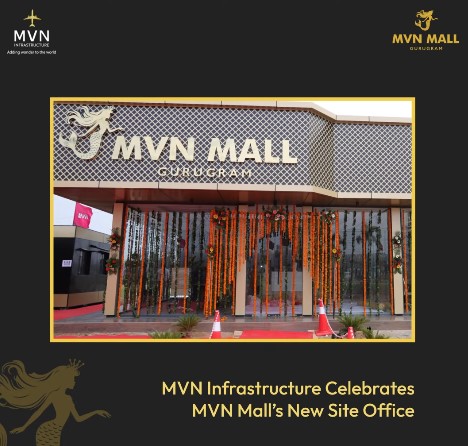 MVN
INFRASTRUCTURE
Adding wonder to the world
MVN MALL
GURUGRAM
MVN MALL
GURUGRAM
MVN
MVN Infrastructure Celebrates
MVN Mall's New Site Office